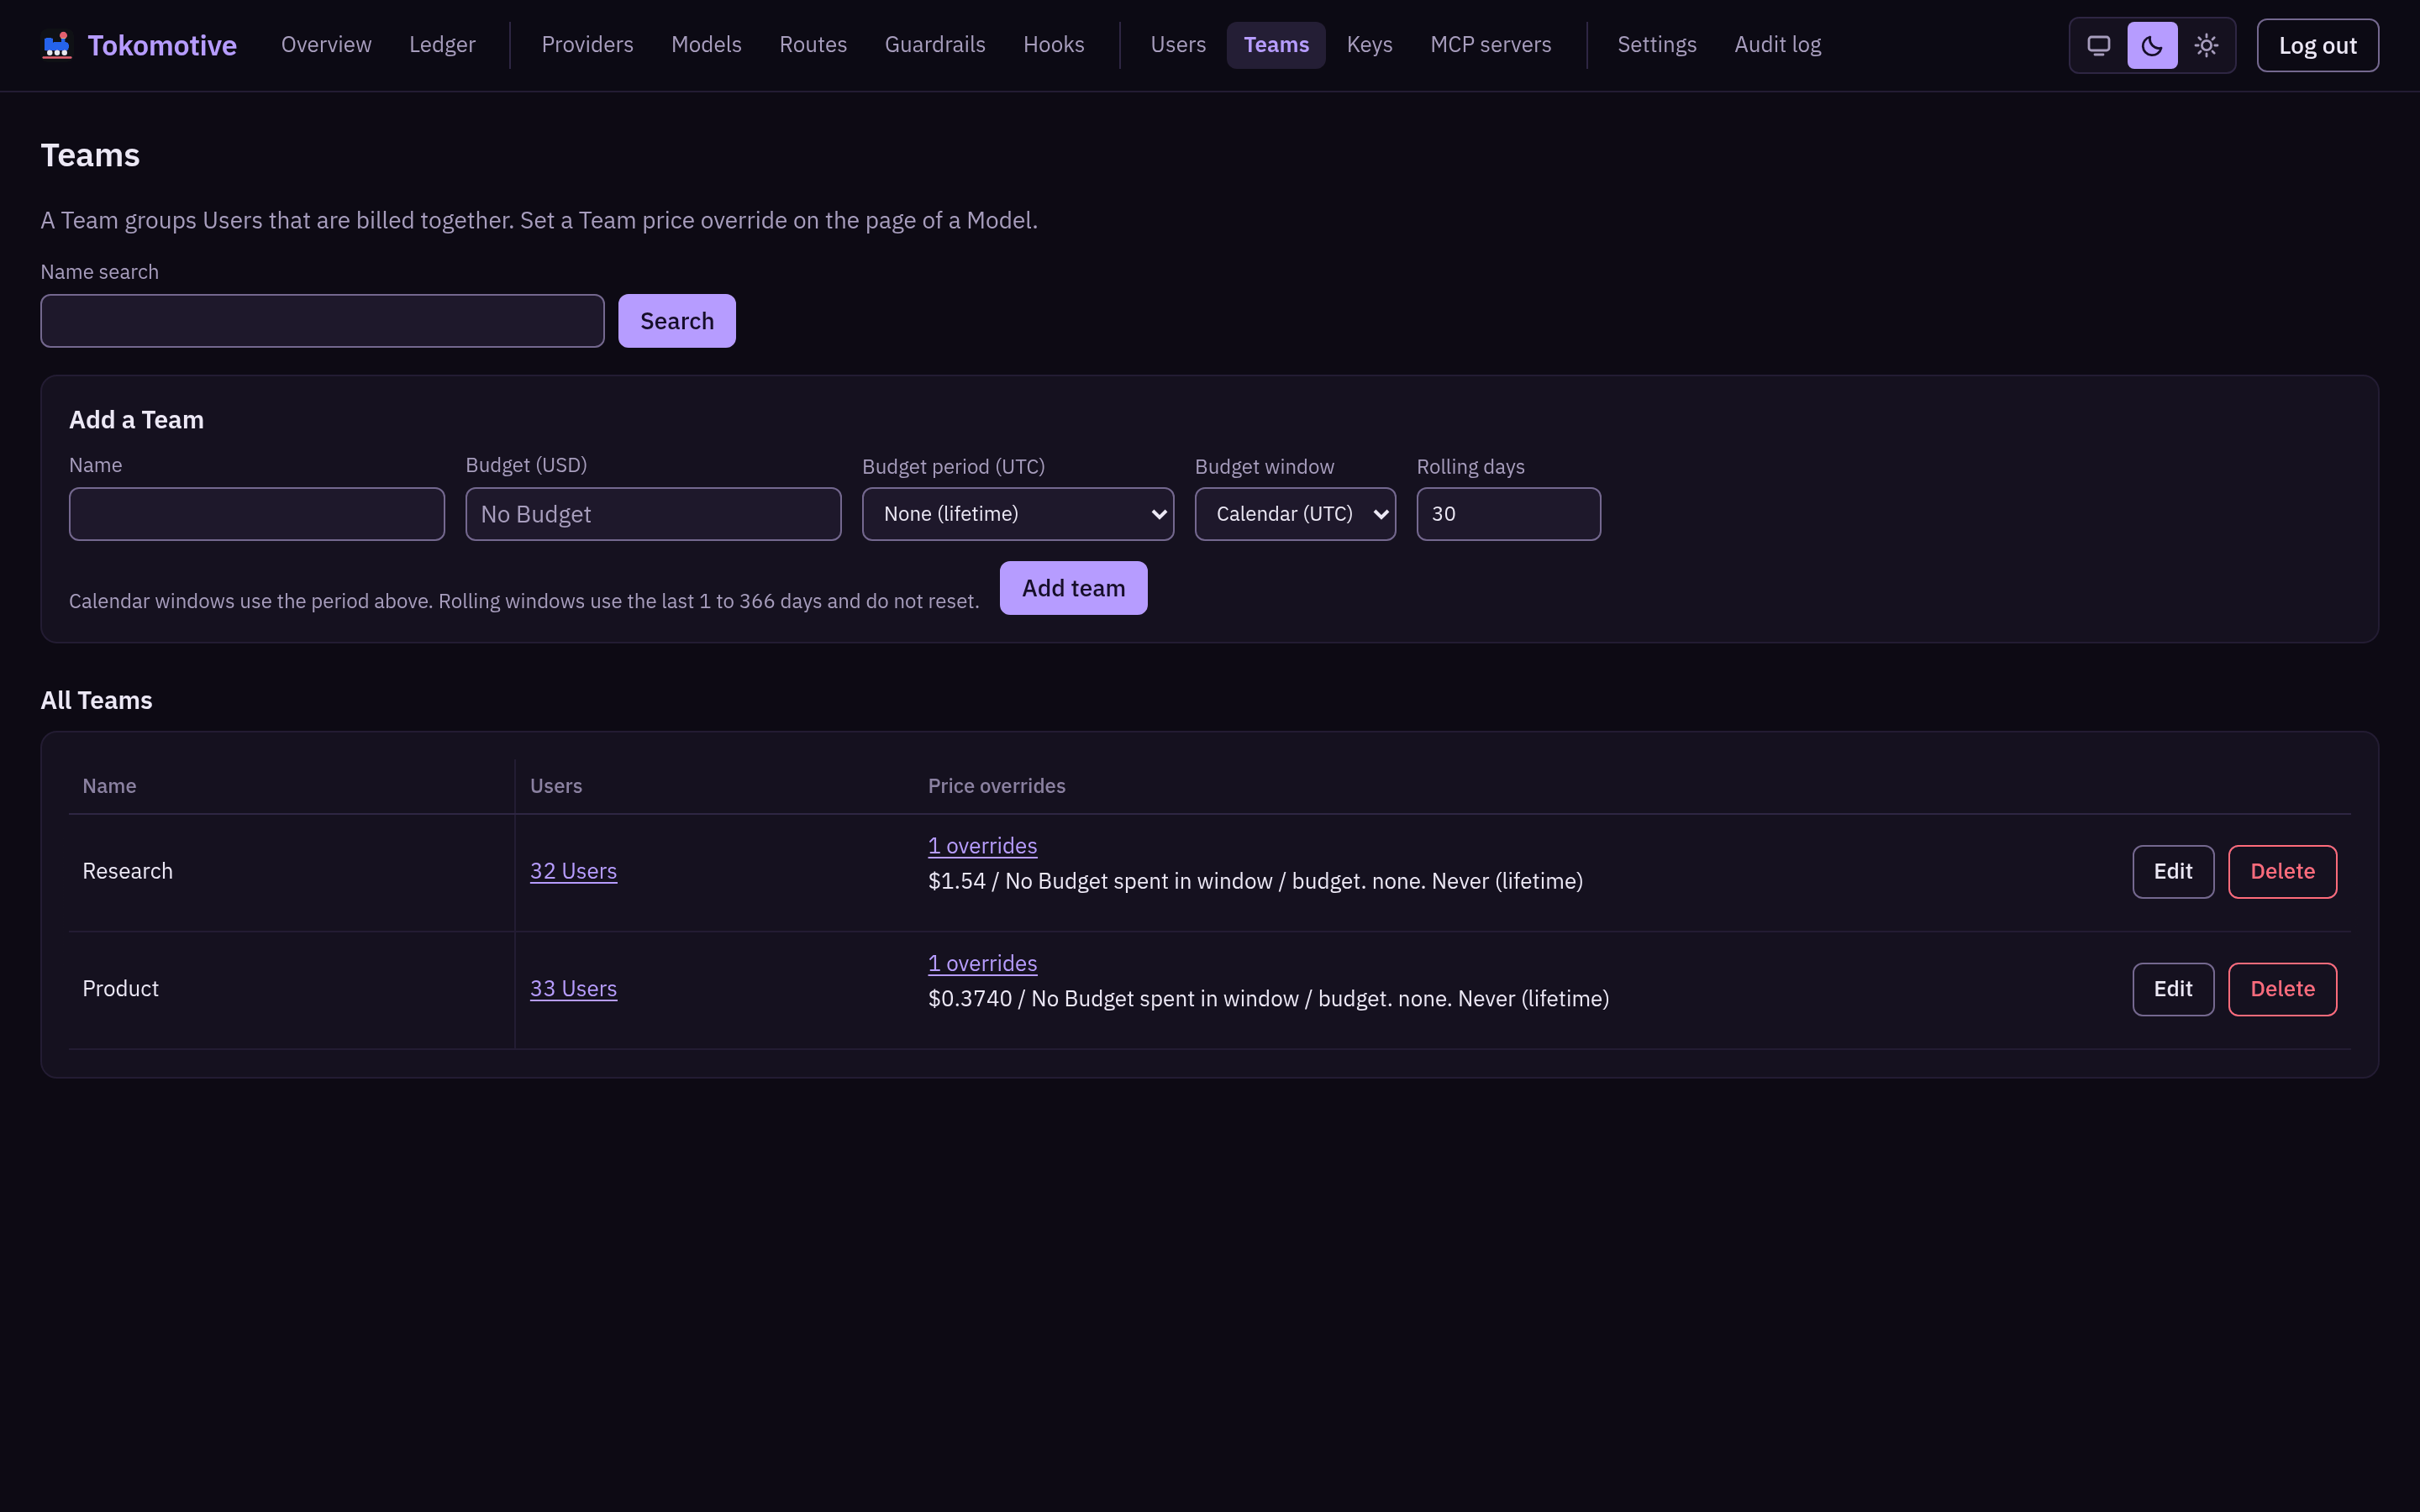 Tokomotive Overview Ledger Providers Models Routes Guardrails Hooks Users Teams Keys MCP servers Settings Audit log Log out
Teams
A Team groups Users that are billed together. Set a Team price override on the page of a Model.
Name search
Search
Add a Team
Name Budget (USD) Budget period (UTC) Budget window Rolling days
No Budget None (lifetime) Calendar (UTC) 30
Calendar windows use the period above. Rolling windows use the last 1 to 366 days and do not reset. Add team
All Teams
Name Users Price overrides
1 overrides
Research 32 Users Edit Delete
$1.54 / No Budget spent in window / budget. none. Never (lifetime)
1 overrides
Product 33 Users Edit Delete
$0.3740 / No Budget spent in window / budget. none. Never (lifetime)